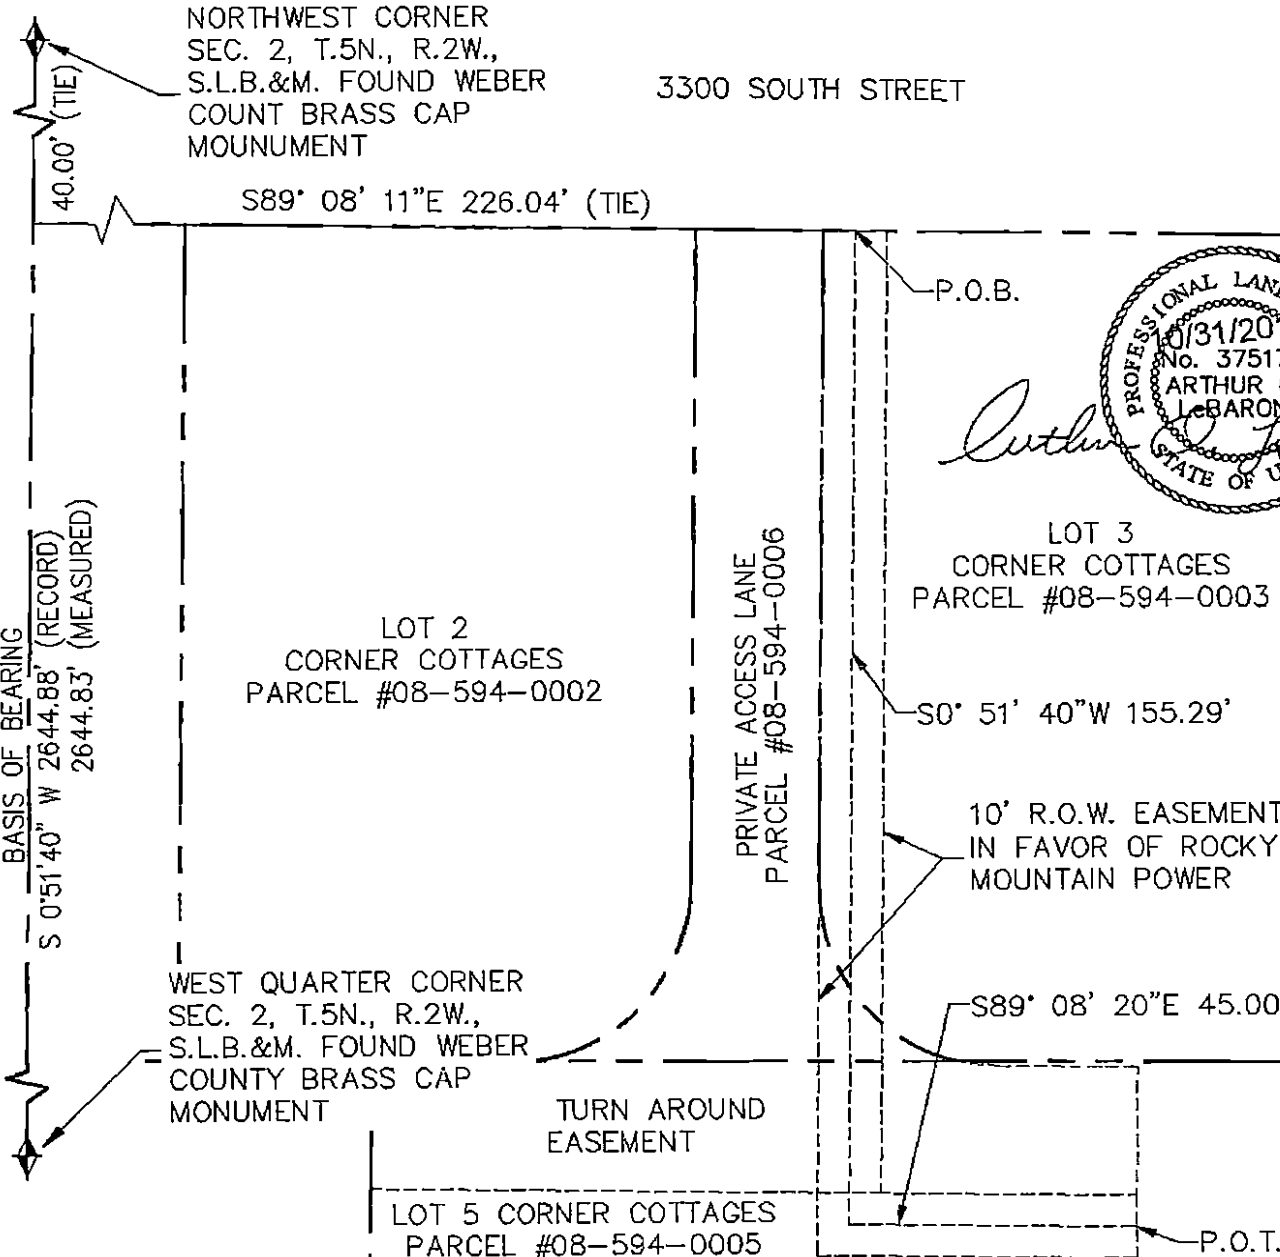 NORTHWEST CORNER
SEC. 2, T.5N., R.2W.,
S.L.B.&M. FOUND WEBER
COUNT BRASS CAP
MOUNUMENT
3300 SOUTH STREET
40.00' (TIE)
S89° 08' 11"E 226.04' (TIE)
P.O.B.
PROFESSIONAL LAN
10/31/20
No. 37517
ARTHUR
LeBARON
STATE OF U
LOT 3
CORNER COTTAGES
PARCEL #08-594-0003
LOT 2
CORNER COTTAGES
PARCEL #08-594-0002
PRIVATE ACCESS LANE
PARCEL #08-594-0006
BASIS OF BEARING
S 0°51'40" W 2644.88' (RECORD)
2644.83' (MEASURED)
S0° 51' 40"W 155.29'
10' R.O.W. EASEMENT
IN FAVOR OF ROCKY
MOUNTAIN POWER
WEST QUARTER CORNER
SEC. 2, T.5N., R.2W.,
S.L.B.&M. FOUND WEBER
COUNTY BRASS CAP
MONUMENT
S89° 08' 20"E 45.00
TURN AROUND
EASEMENT
LOT 5 CORNER COTTAGES
PARCEL #08-594-0005
P.O.T.